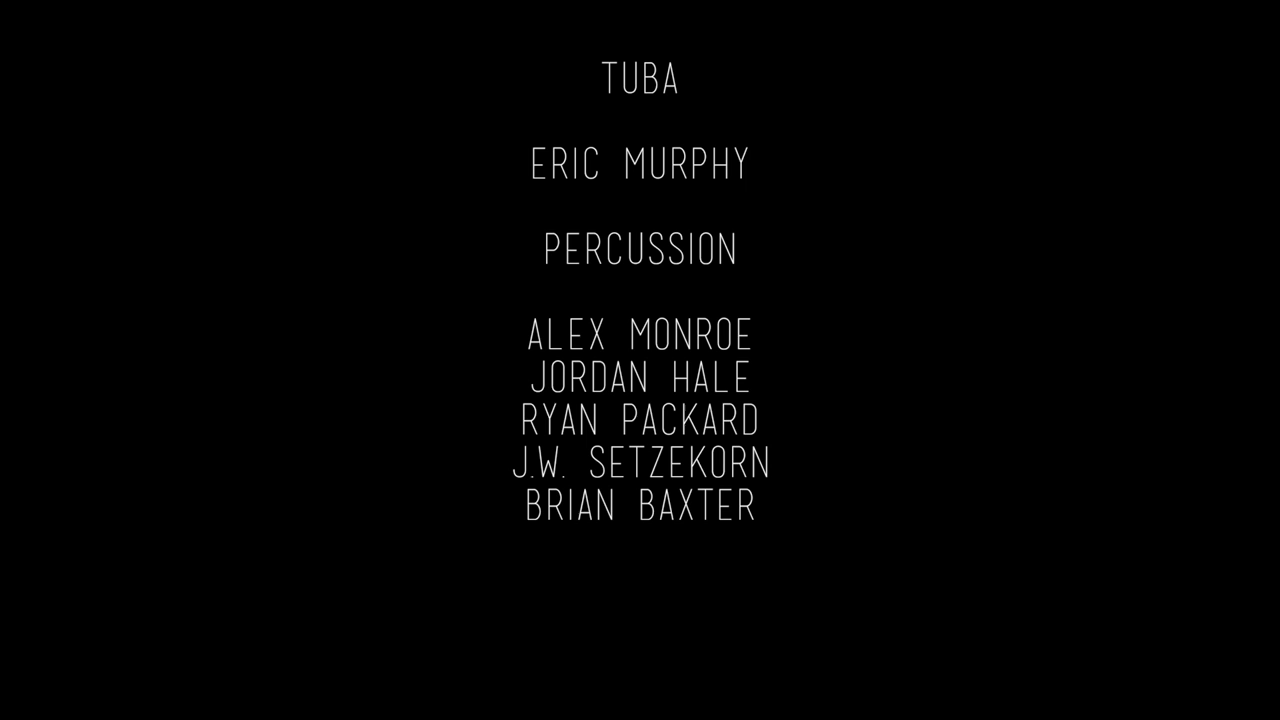 TUBA
ERIC MURPHY
PERCUSSION
ALEX MONROE
JORDAN HALE
RYAN PACKARD
J.W. SETZEKORN
BRIAN BAXTER